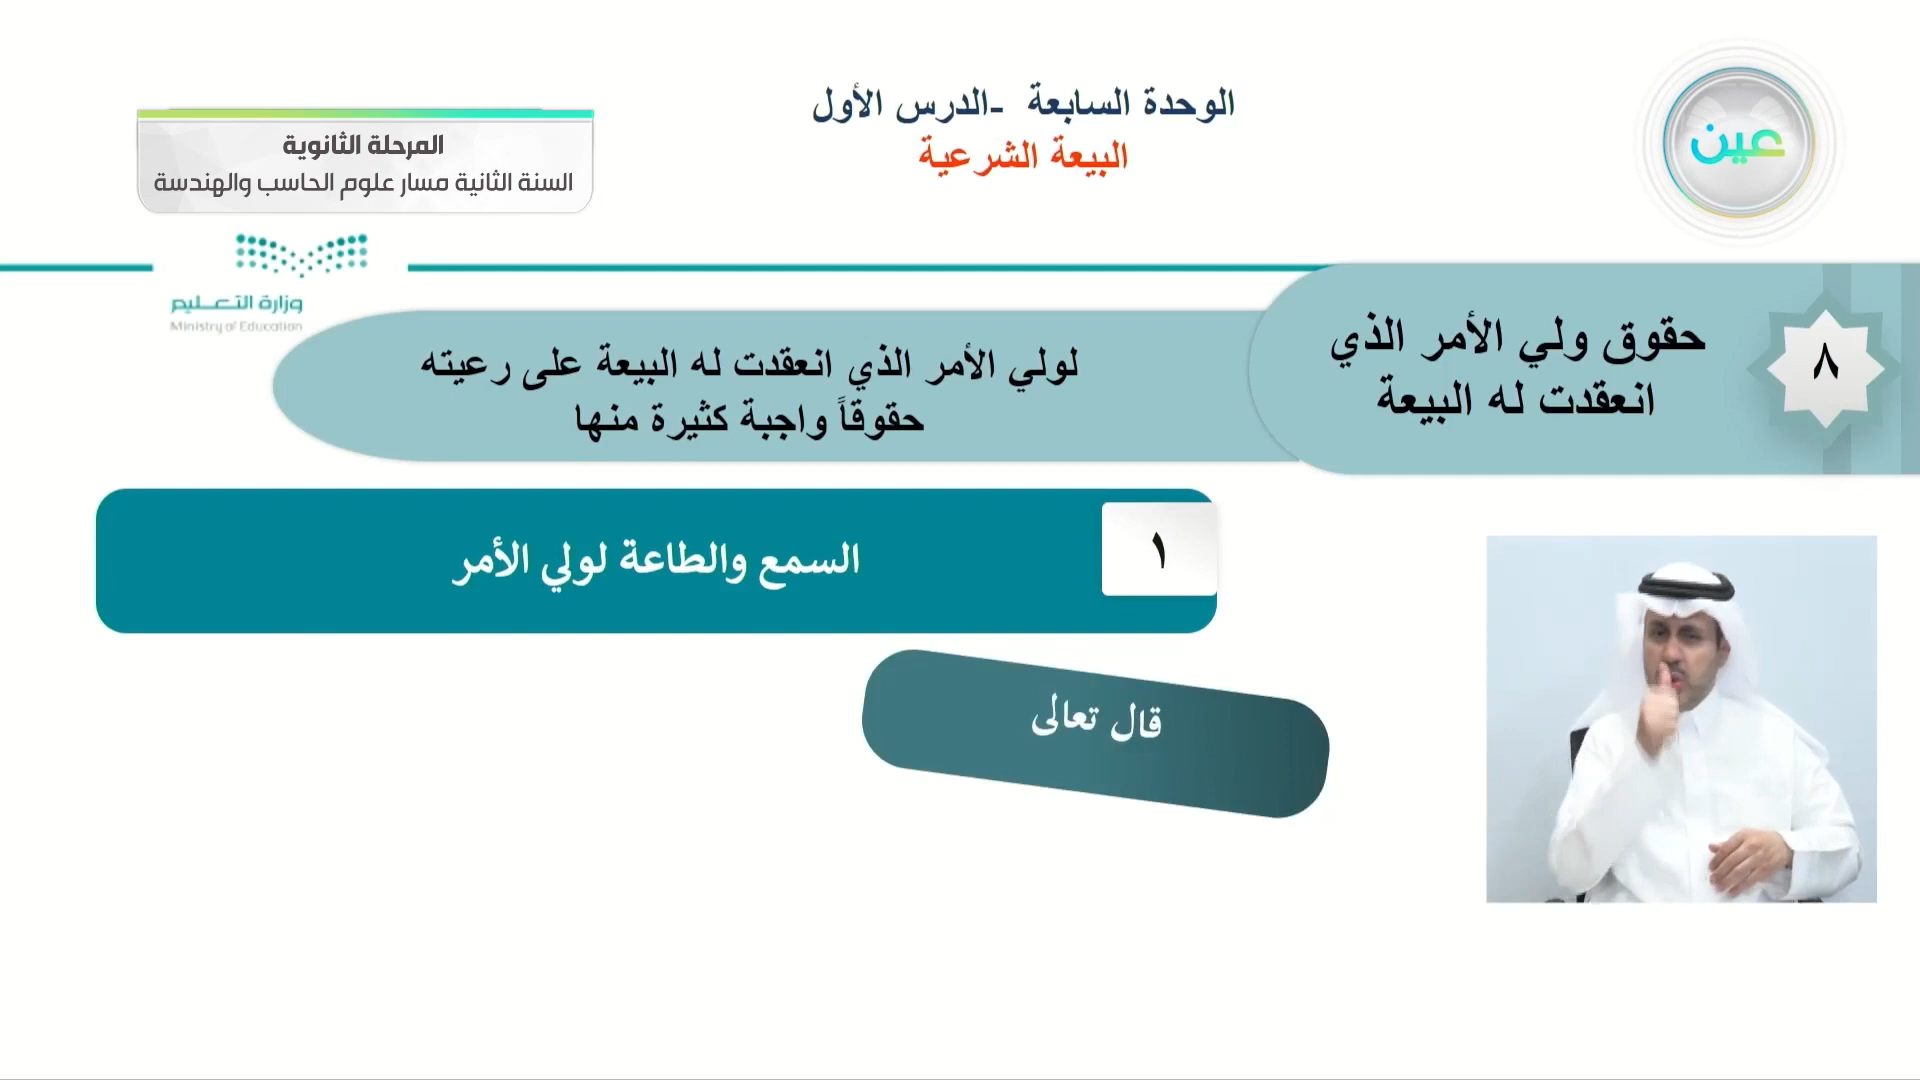 عين
الوحدة السابعة -الدرس الأول
البيعة الشرعية
المرحلة الثانوية
السنة الثانية مسار علوم الحاسب والهندسة
وزارة التعليم
Ministry of Education
٨
حقوق ولي الأمر الذي
انعقدت له البيعة
لولي الأمر الذي انعقدت له البيعة على رعيته
حقوقاً واجبة كثيرة منها
١
السمع والطاعة لولي الأمر
قال تعالى